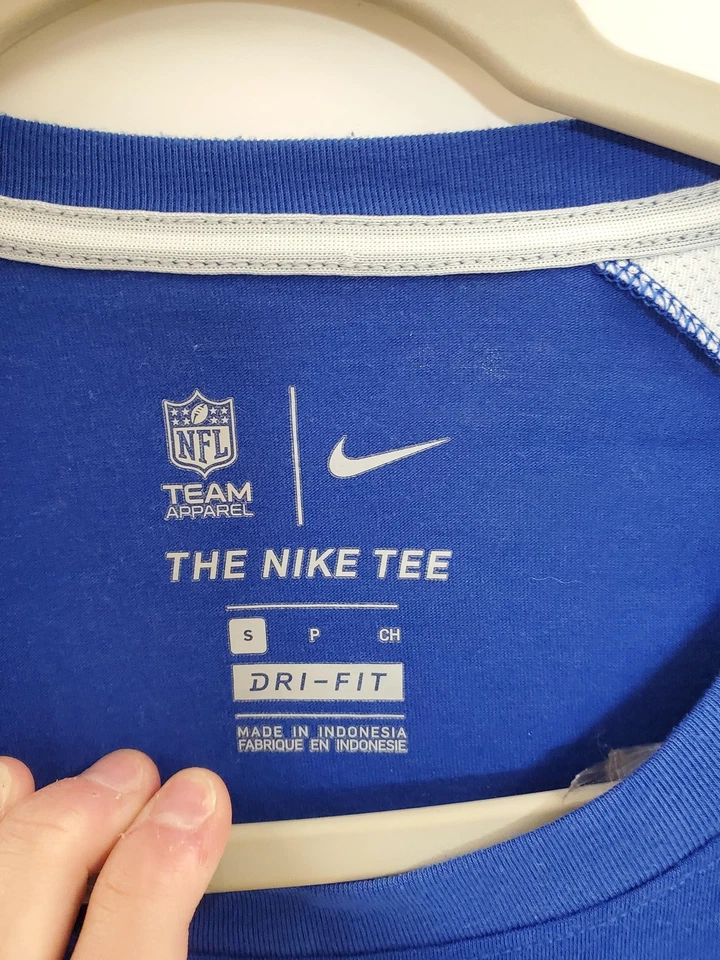 NFL
TEAM
APPAREL
THE NIKE TEE
S P CH
DRI-FIT
MADE IN INDONESIA
FABRIQUE EN INDONESIE